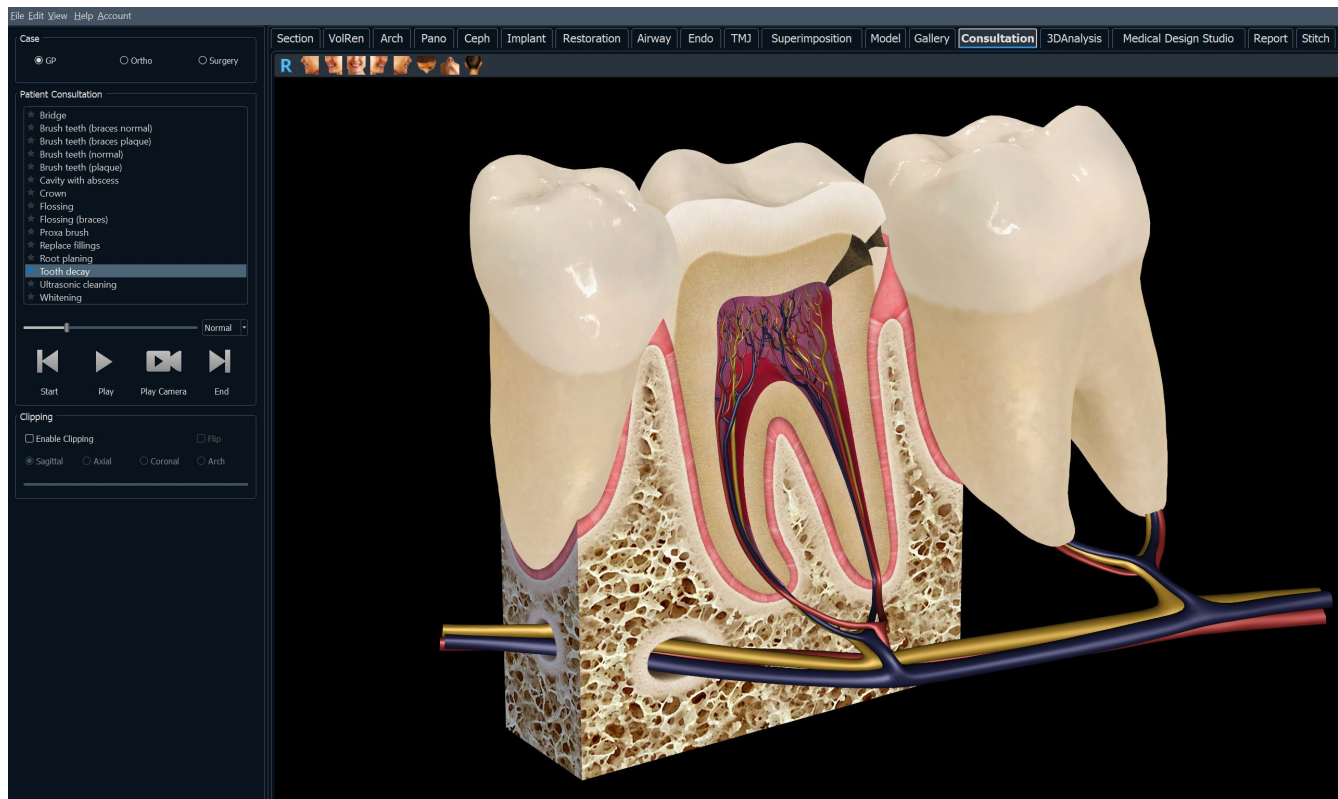 File Edit View Help Account
Case
GP Ortho Surgery
Patient Consultation
Bridge
Brush teeth (braces normal)
Brush teeth (braces plaque)
Brush teeth (normal)
Brush teeth (plaque)
Cavity with abscess
Crown
Flossing
Flossing (braces)
Proxa brush
Replace fillings
Root planing
Tooth decay
Ultrasonic cleaning
Whitening
Normal
Start Play Play Camera End
Clipping
Enable Clipping Flip
Sagittal Axial Coronal Arch
Section VolRen Arch Pano Ceph Implant Restoration Airway Endo TMJ Superimposition Model Gallery Consultation 3DAnalysis Medical Design Studio Report Stitch
R